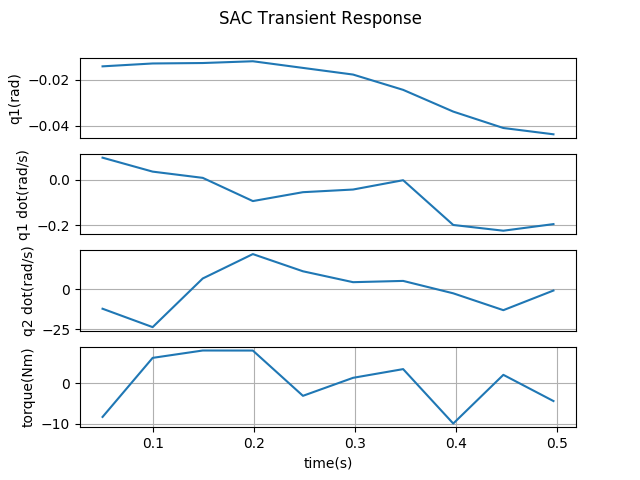 SAC Transient Response
q1(rad)
−0.02
−0.04
q1 dot(rad/s)
0.0
−0.2
q2 dot(rad/s)
0
−25
torque(Nm)
0
−10
0.1 0.2 0.3 0.4 0.5
time(s)